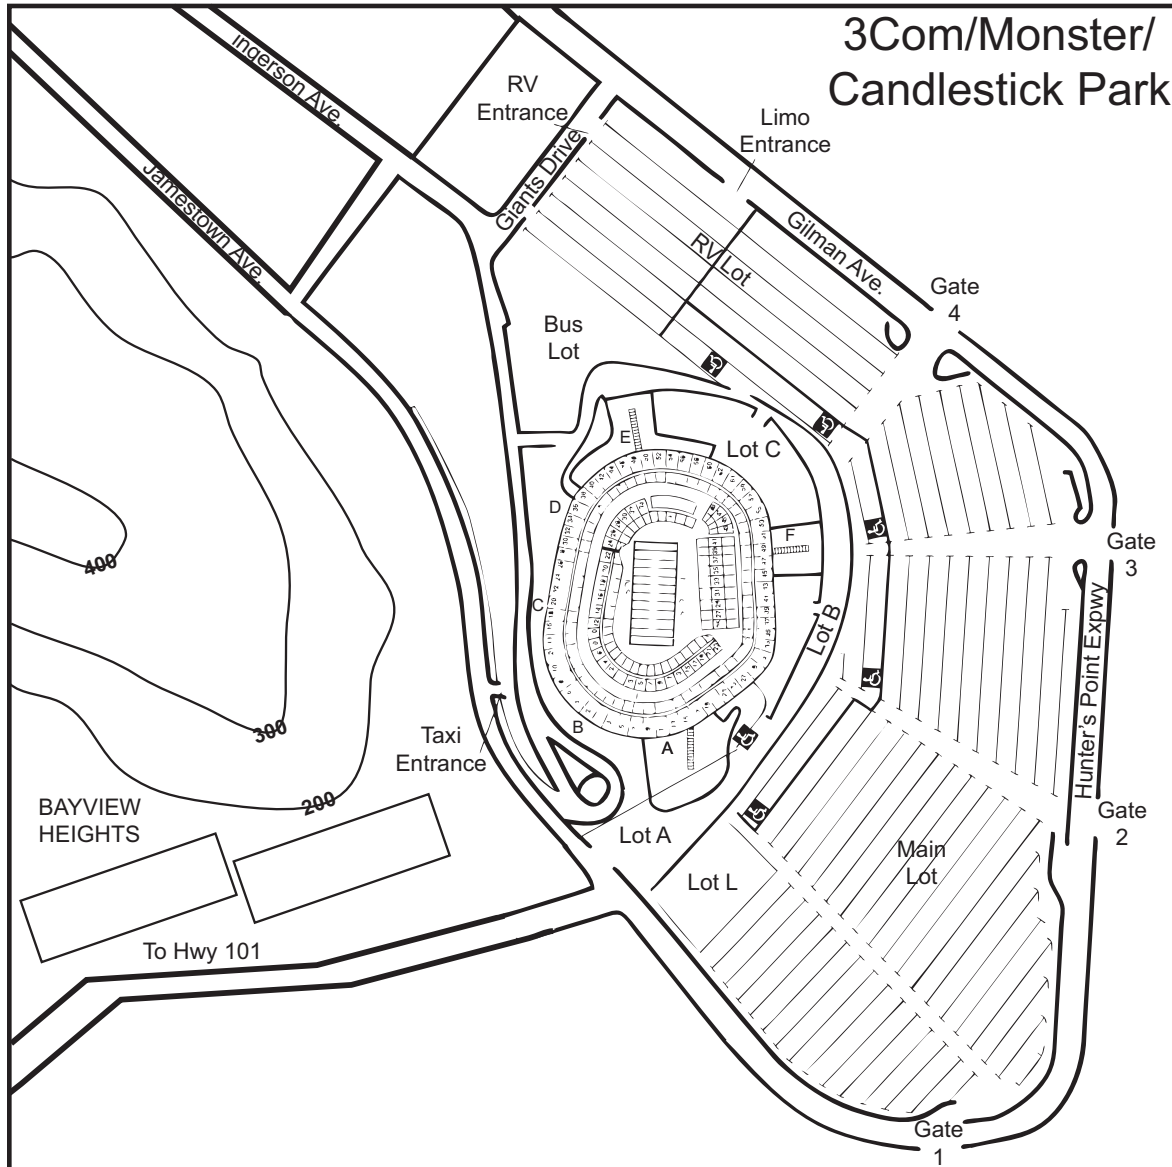 3Com/Monster/
Candlestick Park
Ingerson Ave.
RV
Entrance
Limo
Entrance
Giants Drive
Jamestown Ave.
Gilman Ave.
RV Lot
Gate
4
Bus
Lot
E
Lot C
D
F
Gate
3
400
C
Lot B
Hunter's Point Expwy
300
Taxi
Entrance
B
A
200
BAYVIEW
HEIGHTS
Gate
2
Lot A
Main
Lot
Lot L
To Hwy 101
Gate
1